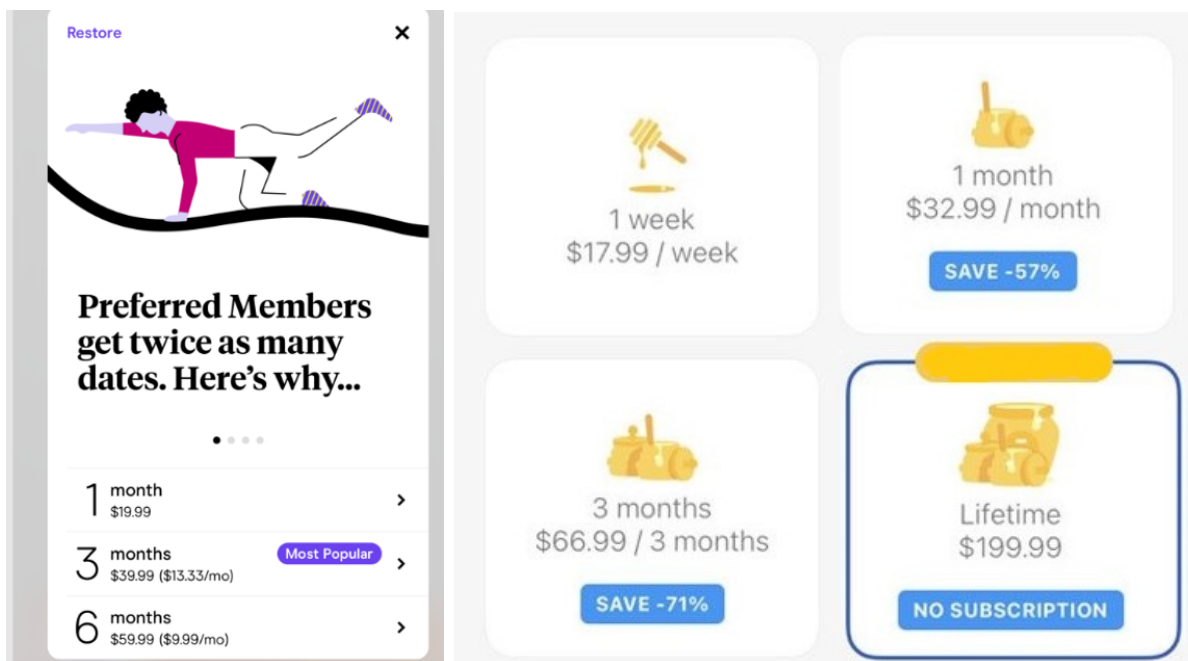 Restore
Preferred Members
get twice as many
dates. Here's why...
1 month
$19.99
3 months
$39.99 ($13.33/mo)
Most Popular
6 months
$59.99 ($9.99/mo)
1 week
$17.99 / week
1 month
$32.99 / month
SAVE -57%
3 months
$66.99 / 3 months
SAVE -71%
Lifetime
$199.99
NO SUBSCRIPTION